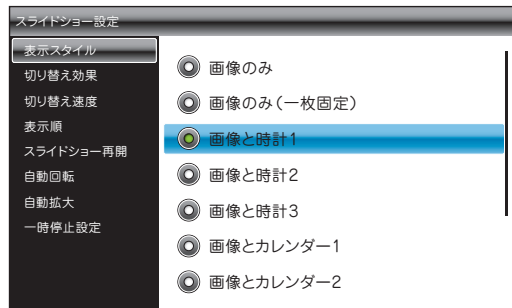 スライドショー設定
表示スタイル
切り替え効果
切り替え速度
表示順
スライドショー再開
自動回転
自動拡大
一時停止設定
画像のみ
画像のみ（一枚固定）
画像と時計1
画像と時計2
画像と時計3
画像とカレンダー1
画像とカレンダー2